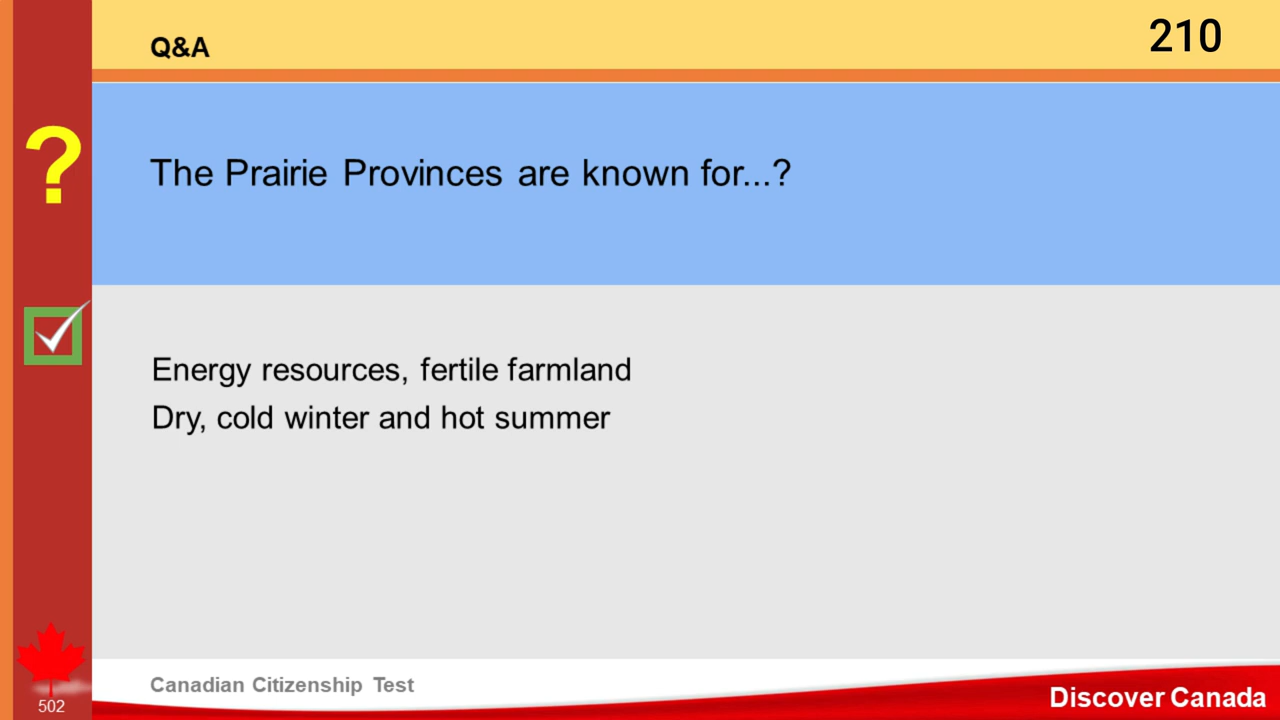 Q&A
210
?
The Prairie Provinces are known for...?
Energy resources, fertile farmland
Dry, cold winter and hot summer
Canadian Citizenship Test
502
Discover Canada